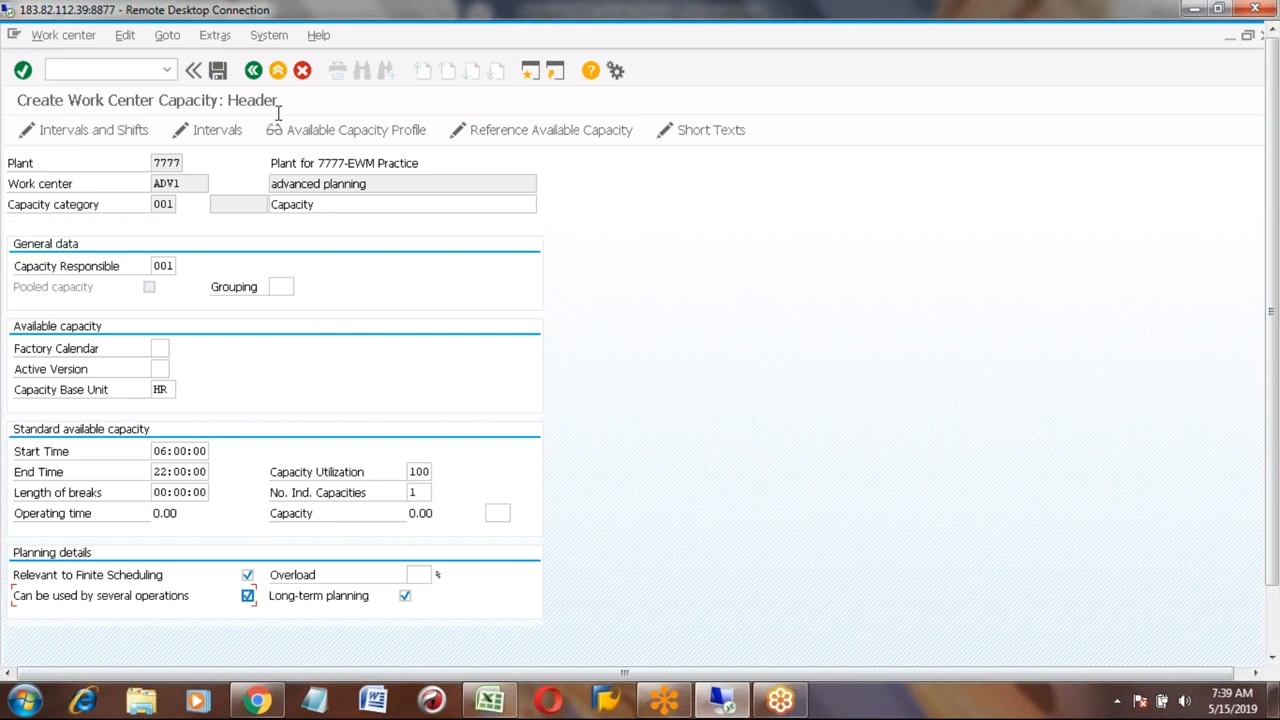 183.82.112.39:8877 - Remote Desktop Connection
Work center Edit Goto Extras System Help
Create Work Center Capacity: Header
Intervals and Shifts Intervals Available Capacity Profile Reference Available Capacity Short Texts
Plant 7777 Plant for 7777-EWM Practice
Work center ADV1 advanced planning
Capacity category 001 Capacity
General data
Capacity Responsible 001
Pooled capacity Grouping
Available capacity
Factory Calendar
Active Version
Capacity Base Unit HR
Standard available capacity
Start Time 06:00:00
End Time 22:00:00 Capacity Utilization 100
Length of breaks 00:00:00 No. Ind. Capacities 1
Operating time 0.00 Capacity 0.00
Planning details
Relevant to Finite Scheduling Overload %
Can be used by several operations Long-term planning
7:39 AM
5/15/2019